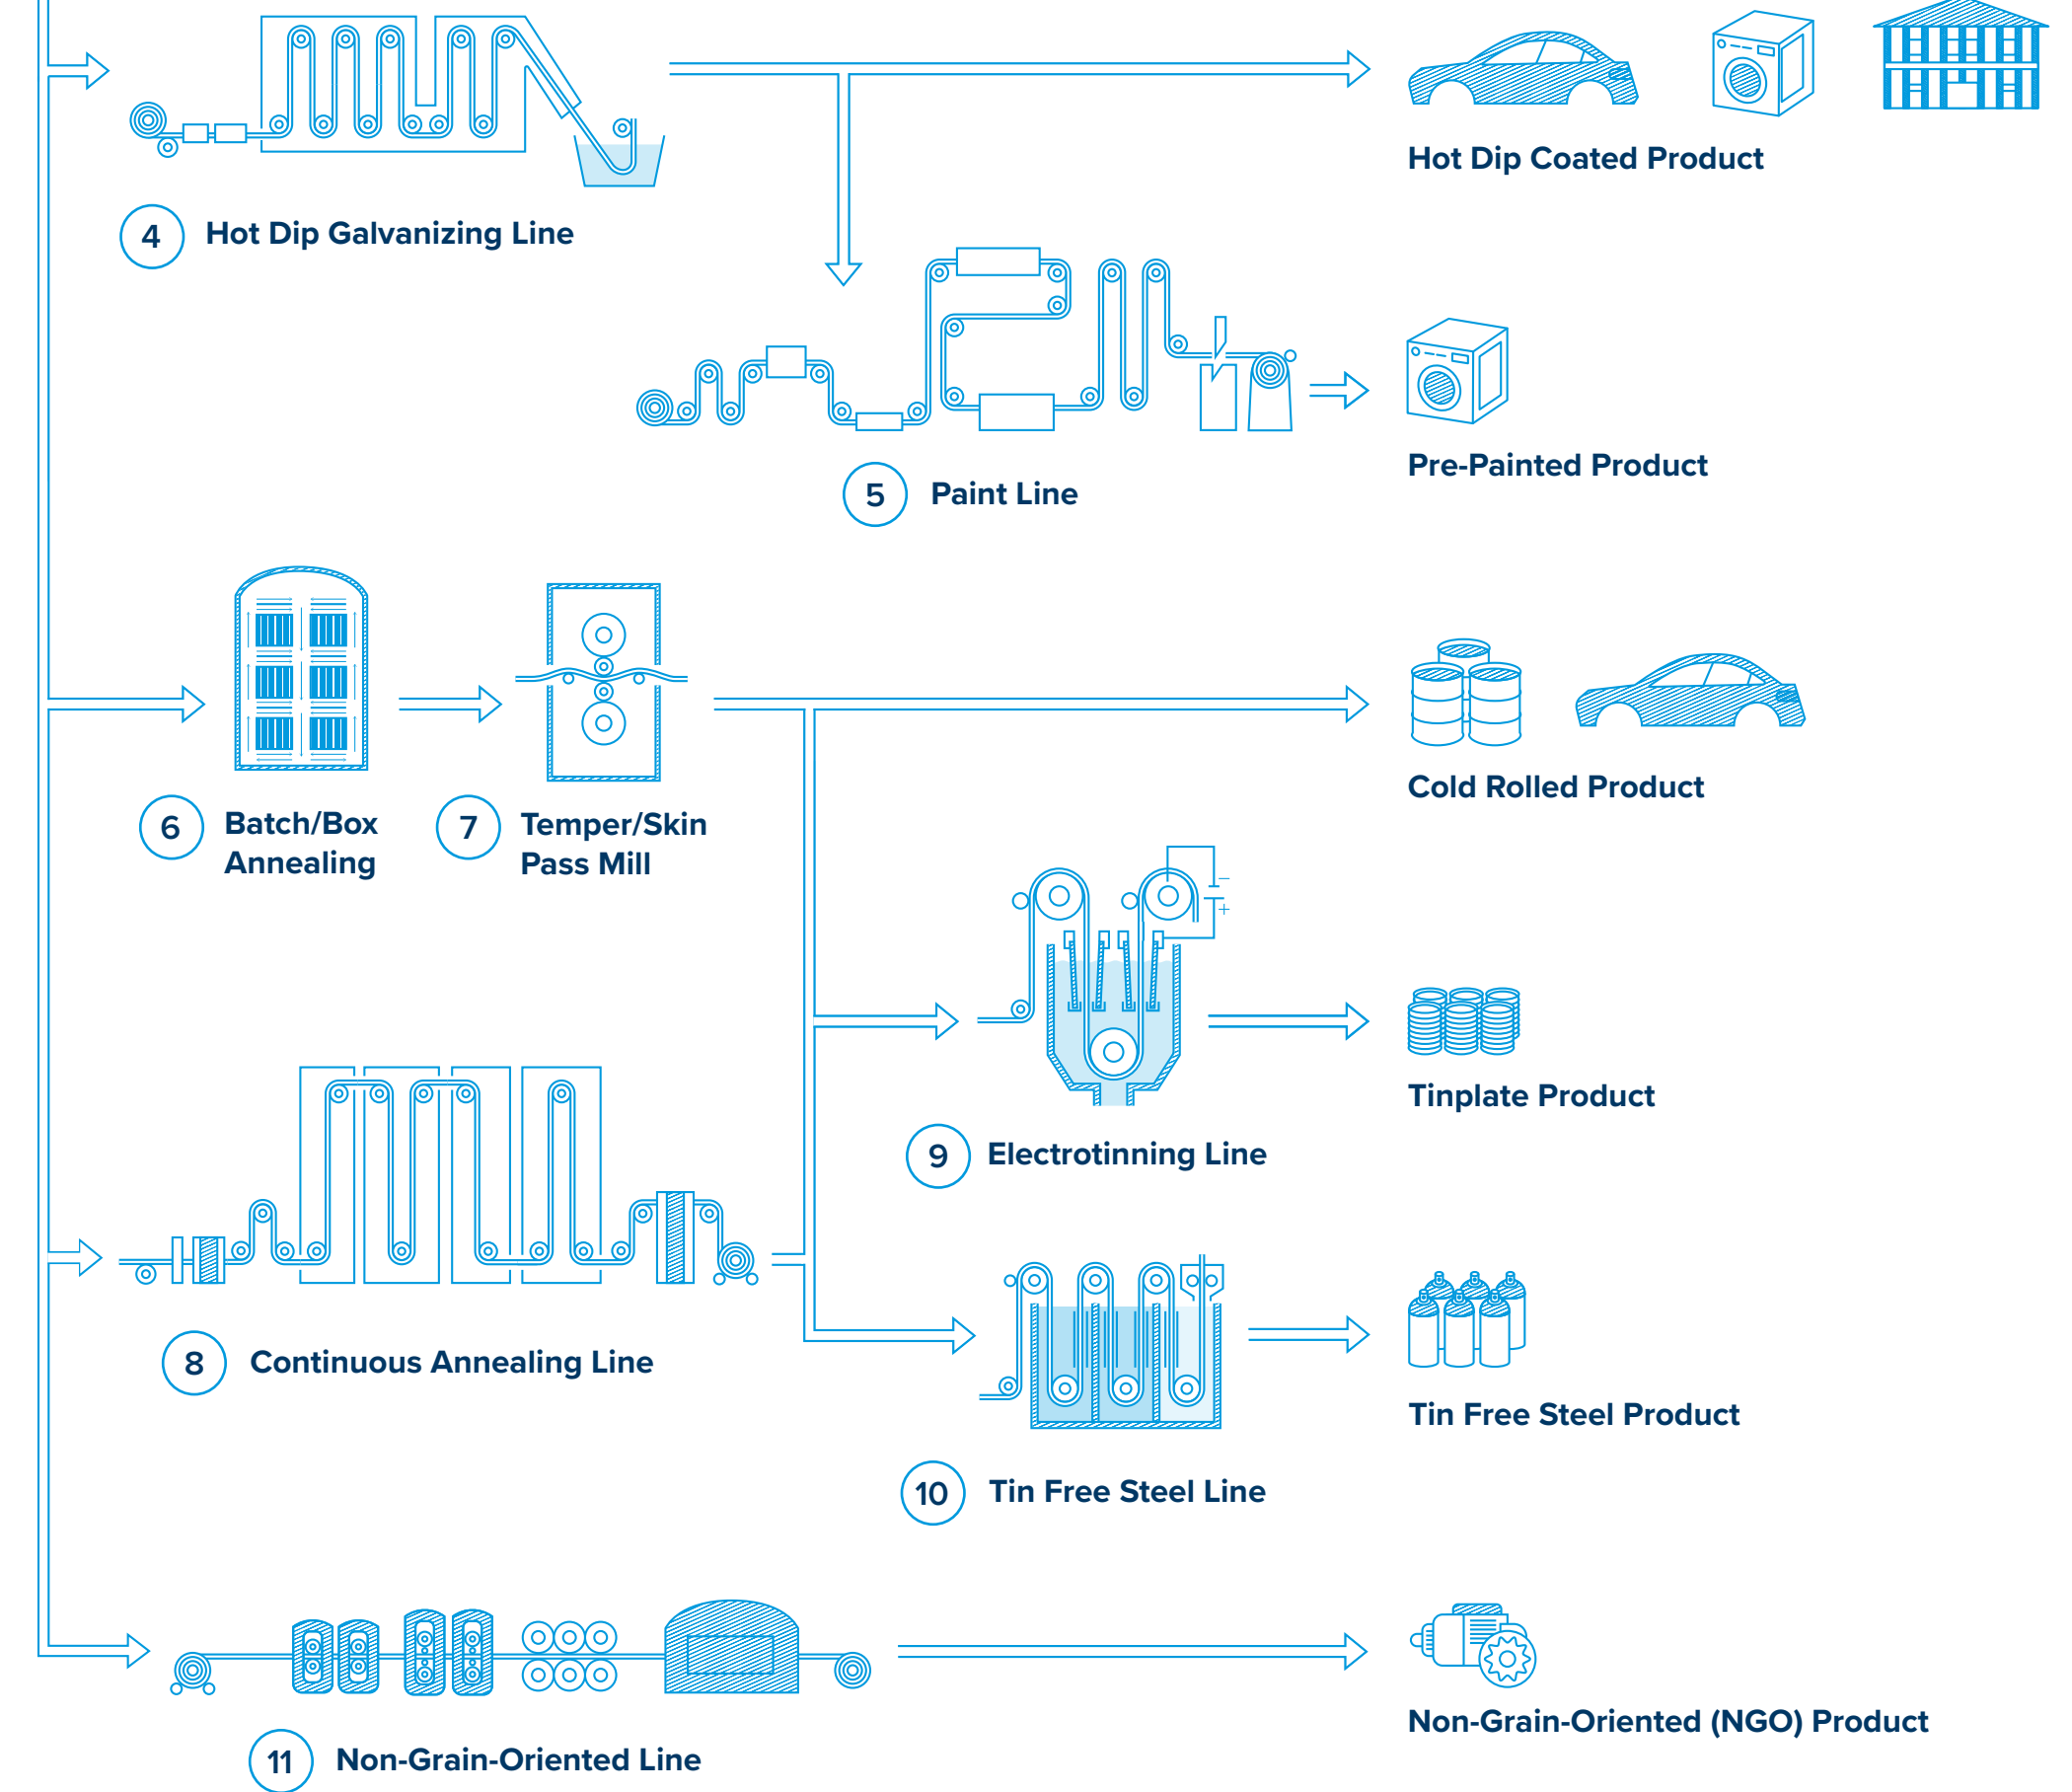 Hot Dip Coated Product
4
Hot Dip Galvanizing Line
Pre-Painted Product
5
Paint Line
Cold Rolled Product
6
Batch/Box
Annealing
7
Temper/Skin
Pass Mill
−
+
Tinplate Product
9
Electrotinning Line
8
Continuous Annealing Line
Tin Free Steel Product
10
Tin Free Steel Line
Non-Grain-Oriented (NGO) Product
11
Non-Grain-Oriented Line